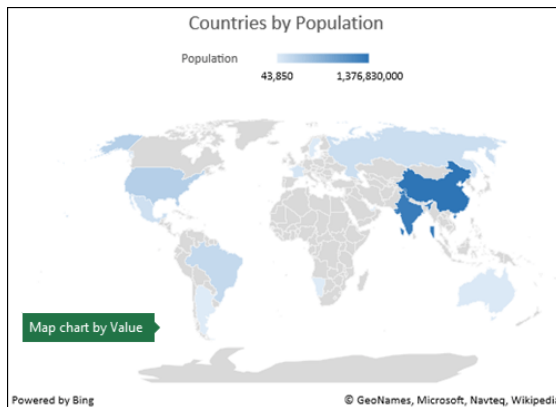 Countries by Population
Population
43,850 1,376,830,000
Map chart by Value
Powered by Bing © GeoNames, Microsoft, Navteq, Wikipedia